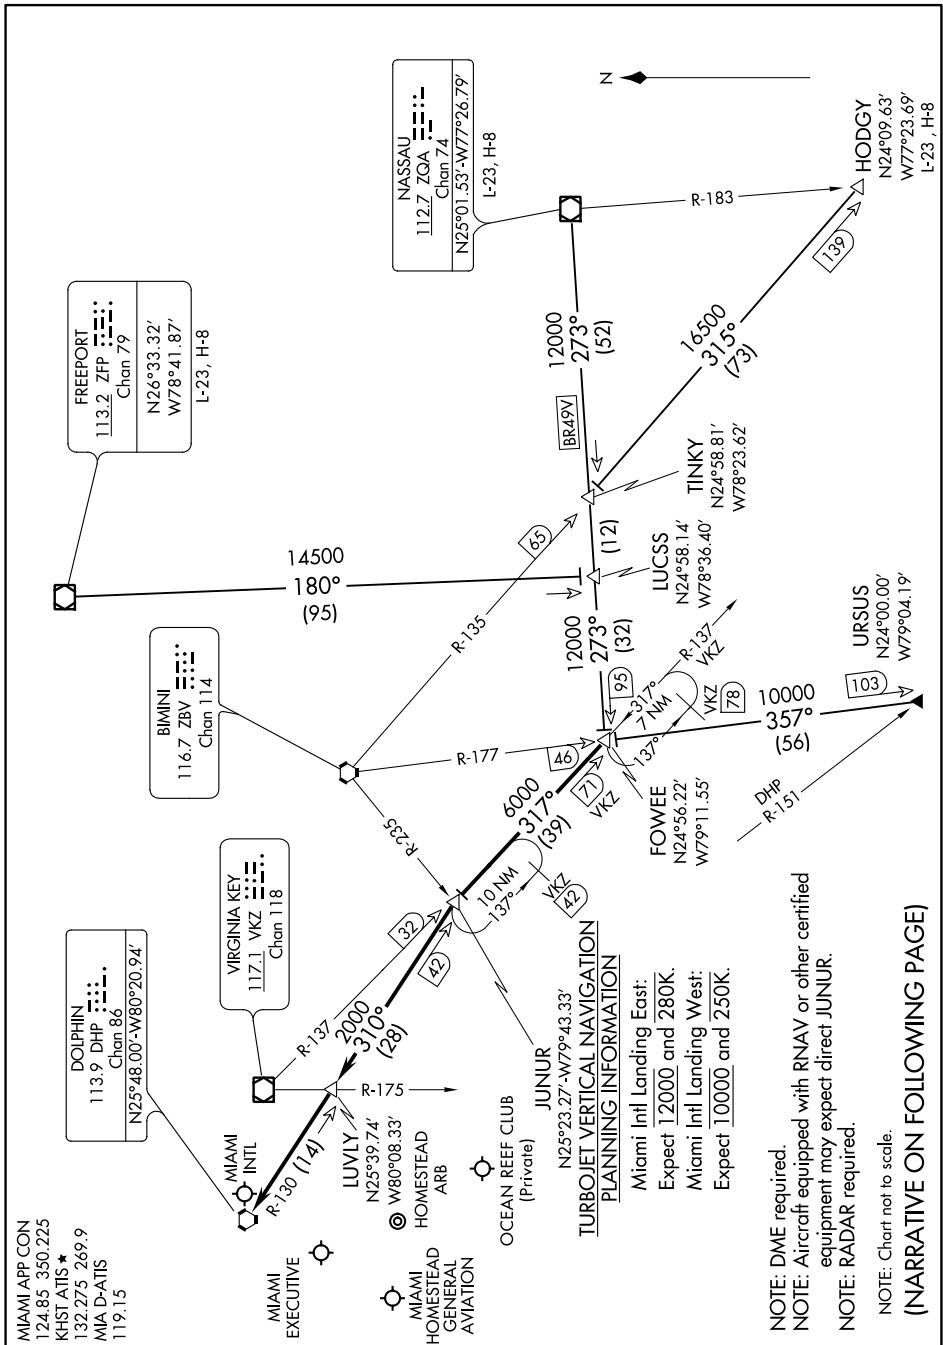 MIAMI APP CON
124.85 350.225
KHST ATIS ★
132.275 269.9
MIA D-ATIS
119.15
DOLPHIN
113.9 DHP
Chan 86
N25°48.00'-W80°20.94'
VIRGINIA KEY
117.1 VKZ
Chan 118
BIMINI
116.7 ZBV
Chan 114
FREEPORT
113.2 ZFP
Chan 79
N26°33.32'
W78°41.87'
L-23, H-8
NASSAU
112.7 ZQA
Chan 74
N25°01.53'-W77°26.79'
L-23, H-8
N
HODGY
N24°09.63'
W77°23.69'
L-23 , H-8
R-183
139
16500
315°
(73)
12000
273°
(52)
BR49V
TINKY
N24°58.81'
W78°23.62'
65
R-135
(12)
LUCSS
N24°58.14'
W78°36.40'
14500
180°
(95)
12000
273°
(32)
95
R-137
VKZ
317°
7 NM
137°
VKZ
78
URSUS
N24°00.00'
W79°04.19'
103
10000
357°
(56)
DHP
R-151
R-177
46
71
VKZ
FOWEE
N24°56.22'
W79°11.55'
6000
317°
(39)
R-235
10 NM
137°
VKZ
42
32
42
R-137
JUNUR
N25°23.27'-W79°43.33'
2000
310°
(28)
R-175
LUVLY
N25°39.74'
W80°08.33'
R-130 (14)
MIAMI
INTL
HOMESTEAD
ARB
OCEAN REEF CLUB
(Private)
MIAMI
EXECUTIVE
MIAMI
HOMESTEAD
GENERAL
AVIATION
TURBOJET VERTICAL NAVIGATION
PLANNING INFORMATION
Miami Intl Landing East:
Expect 12000 and 280K.
Miami Intl Landing West:
Expect 10000 and 250K.
NOTE: DME required.
NOTE: Aircraft equipped with RNAV or other certified
equipment may expect direct JUNUR.
NOTE: RADAR required.
NOTE: Chart not to scale.
(NARRATIVE ON FOLLOWING PAGE)